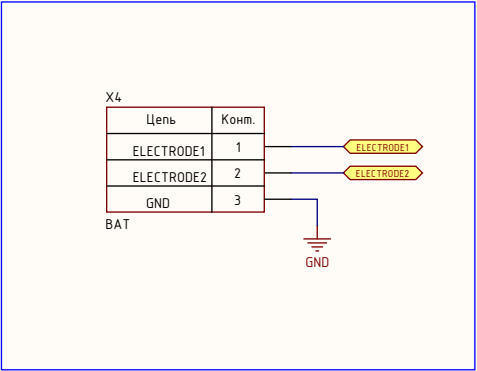 X4
Цепь Конт.
ELECTRODE1 1 ELECTRODE1
ELECTRODE2 2 ELECTRODE2
GND 3
BAT
GND